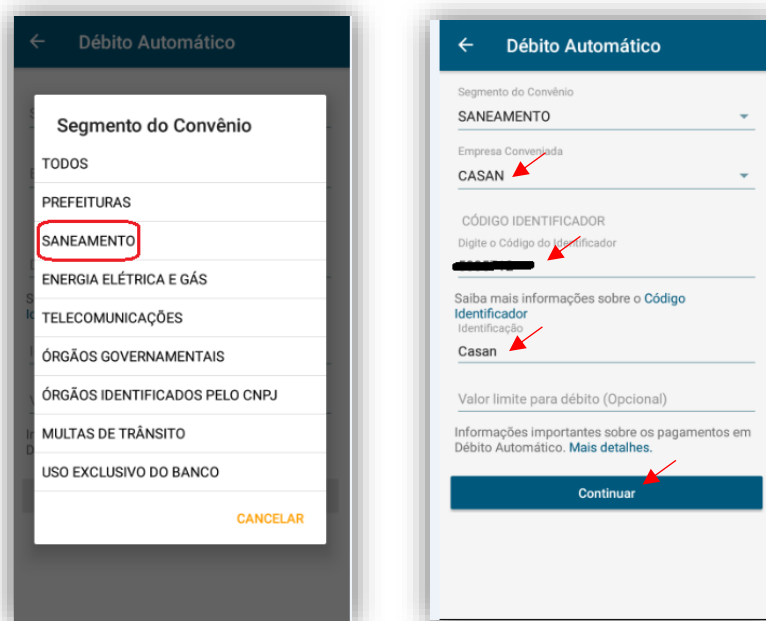 Débito Automático
Segmento do Convênio
TODOS
PREFEITURAS
SANEAMENTO
ENERGIA ELÉTRICA E GÁS
TELECOMUNICAÇÕES
ÓRGÃOS GOVERNAMENTAIS
ÓRGÃOS IDENTIFICADOS PELO CNPJ
MULTAS DE TRÂNSITO
USO EXCLUSIVO DO BANCO
CANCELAR
Débito Automático
Segmento do Convênio
SANEAMENTO
Empresa Conveniada
CASAN
CÓDIGO IDENTIFICADOR
Digite o Código do Identificador
Saiba mais informações sobre o Código
Identificador
Identificação
Casan
Valor limite para débito (Opcional)
Informações importantes sobre os pagamentos em
Débito Automático. Mais detalhes.
Continuar